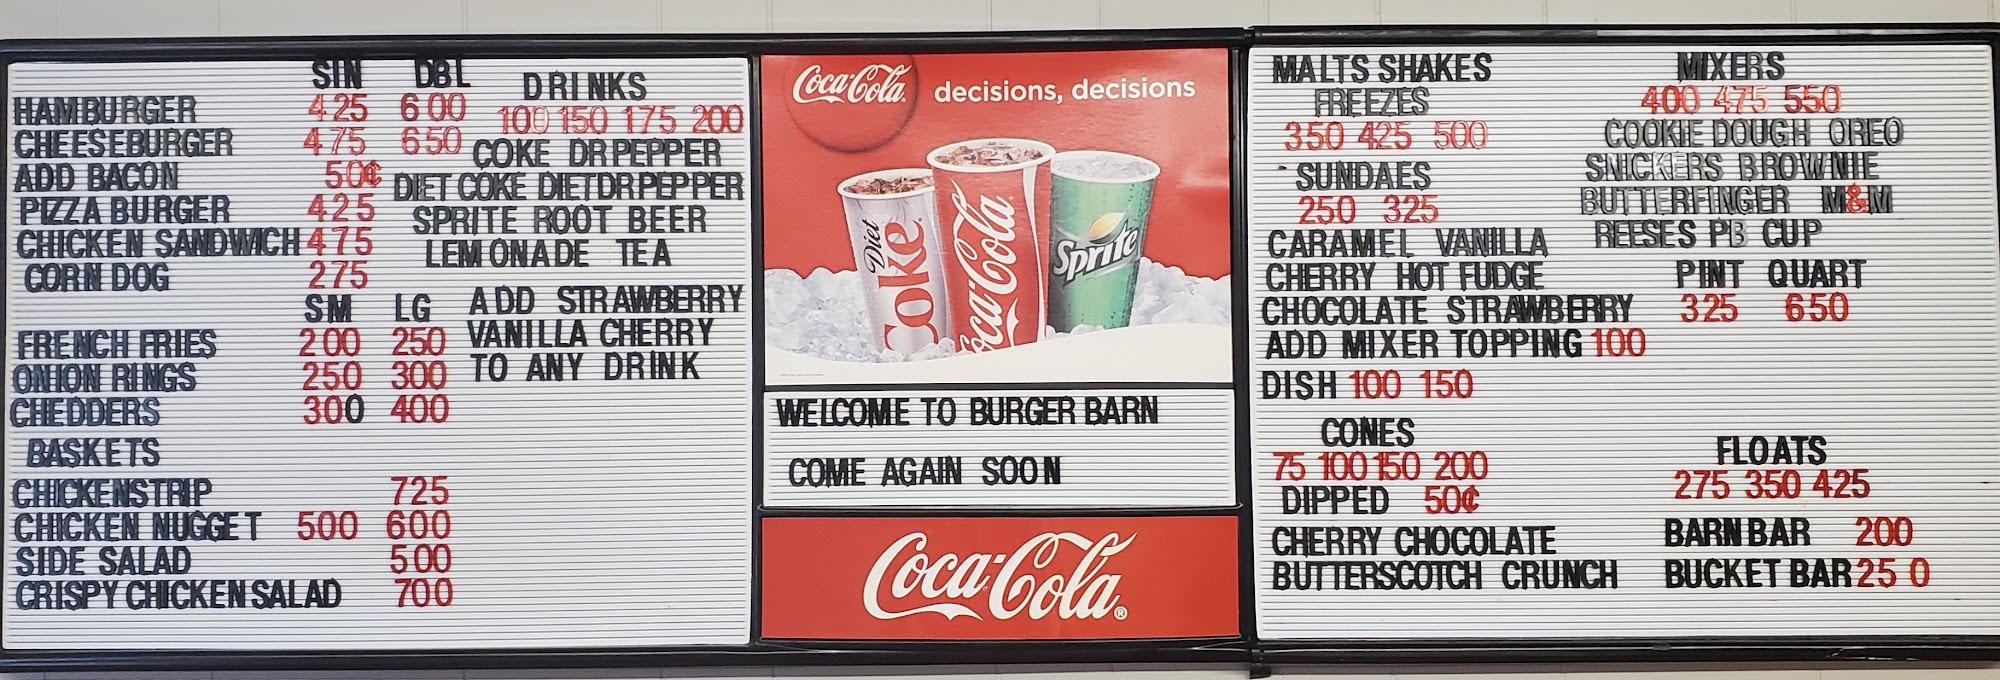 SIN DBL
HAMBURGER 425 600
CHEESEBURGER 475 650
ADD BACON 50¢
PIZZA BURGER 425
CHICKEN SANDWICH 475
CORN DOG 275
SM LG
FRENCH FRIES 200 250
ONION RINGS 250 300
CHEDDERS 300 400
BASKETS
CHICKENSTRIP 725
CHICKEN NUGGET 500 600
SIDE SALAD 500
CRISPY CHICKEN SALAD 700
DRINKS
100 150 175 200
COKE DR PEPPER
DIET COKE DIET DR PEPPER
SPRITE ROOT BEER
LEMONADE TEA
ADD STRAWBERRY
VANILLA CHERRY
TO ANY DRINK
Coca-Cola decisions, decisions
Diet Coke
Coca-Cola
Sprite
WELCOME TO BURGER BARN
COME AGAIN SOON
Coca-Cola®
MALTS SHAKES
FREEZES
350 425 500
SUNDAES
250 325
CARAMEL VANILLA
CHERRY HOT FUDGE
CHOCOLATE STRAWBERRY
ADD MIXER TOPPING 100
DISH 100 150
CONES
75 100 150 200
DIPPED 50¢
CHERRY CHOCOLATE
BUTTERSCOTCH CRUNCH
MIXERS
400 475 550
COOKIE DOUGH OREO
SNICKERS BROWNIE
BUTTERFINGER M&M
REESES PB CUP
PINT QUART
325 650
FLOATS
275 350 425
BARN BAR 200
BUCKET BAR 250